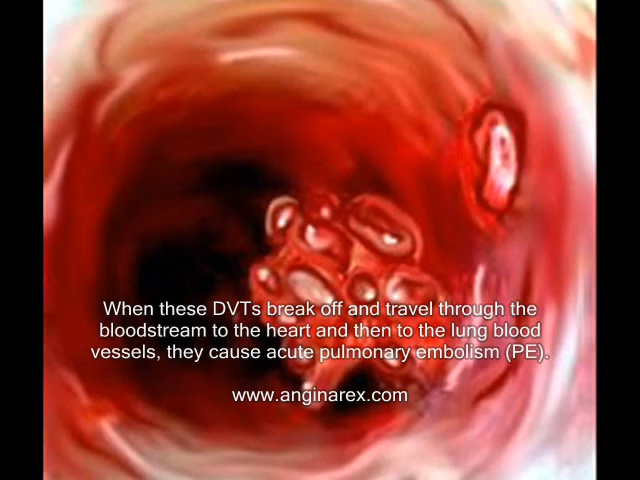 When these DVTs break off and travel through the
bloodstream to the heart and then to the lung blood
vessels, they cause acute pulmonary embolism (PE).
www.anginarex.com